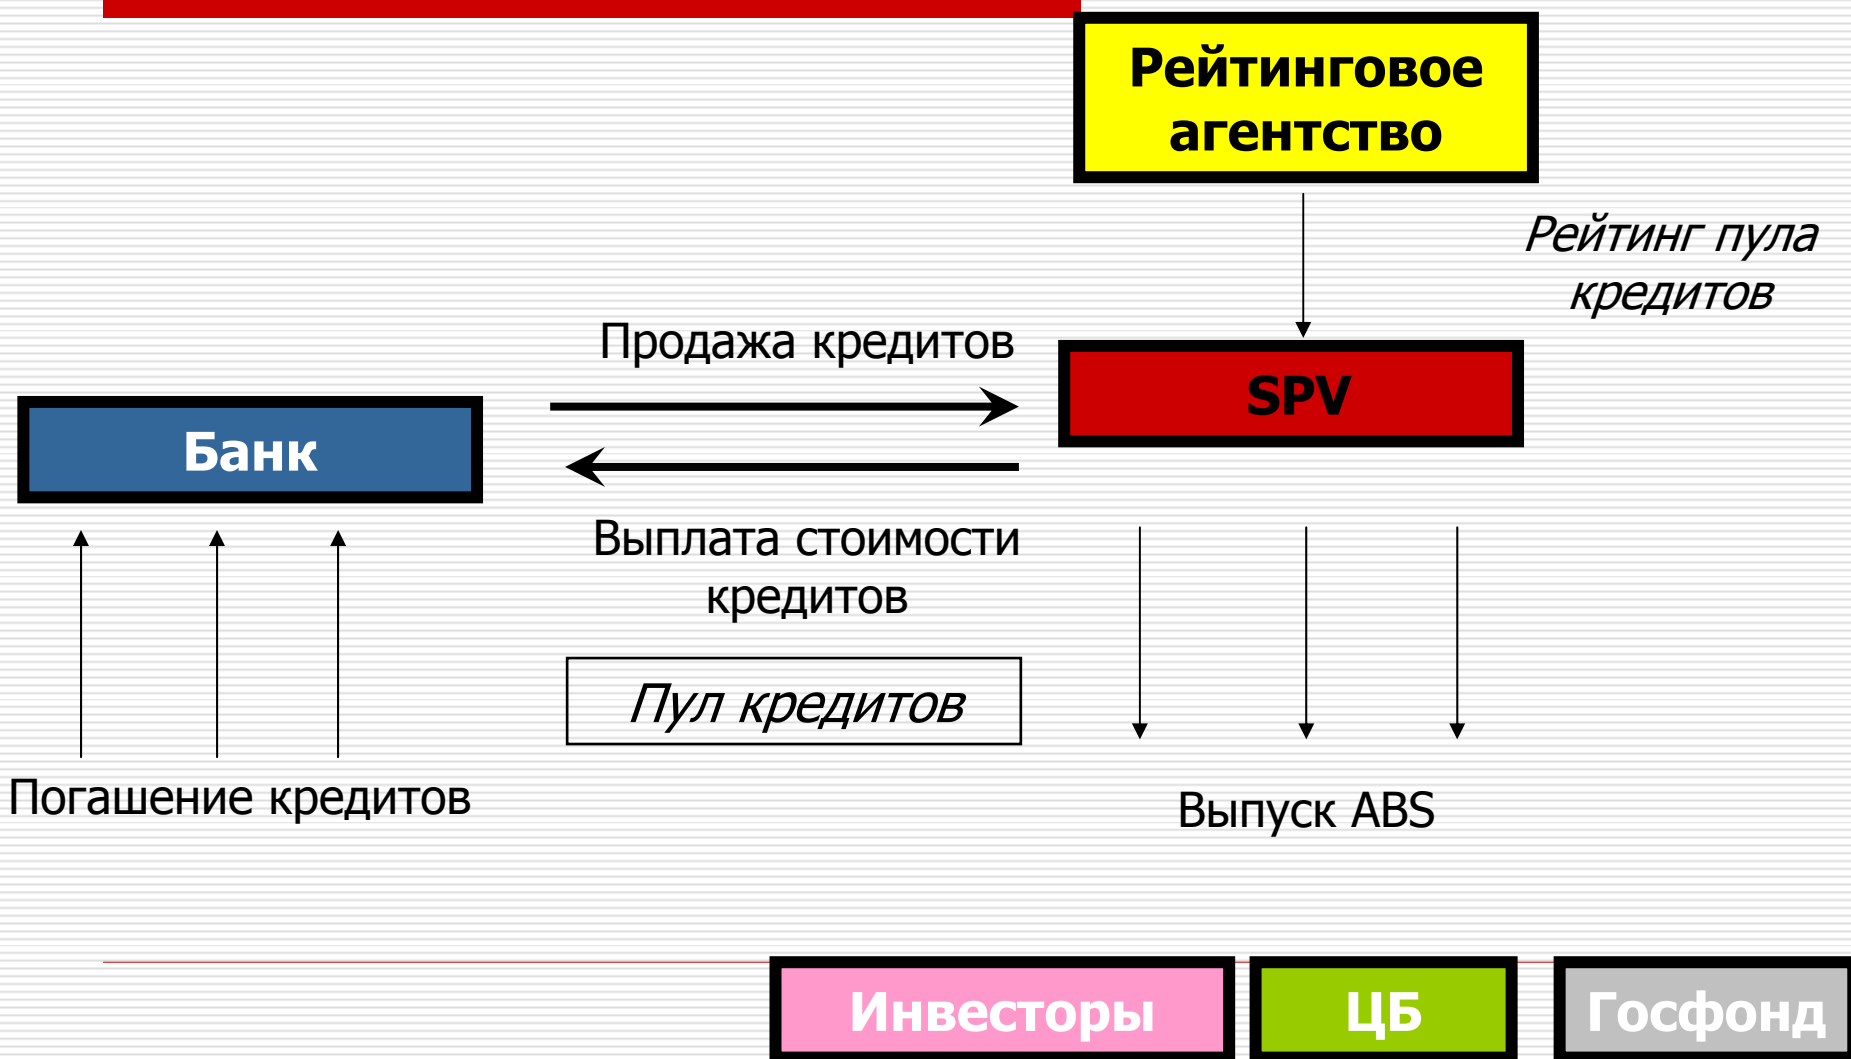 Рейтинговое
агентство
Рейтинг пула
кредитов
Продажа кредитов
SPV
Банк
Выплата стоимости
кредитов
Пул кредитов
Погашение кредитов
Выпуск ABS
Инвесторы
ЦБ
Госфонд